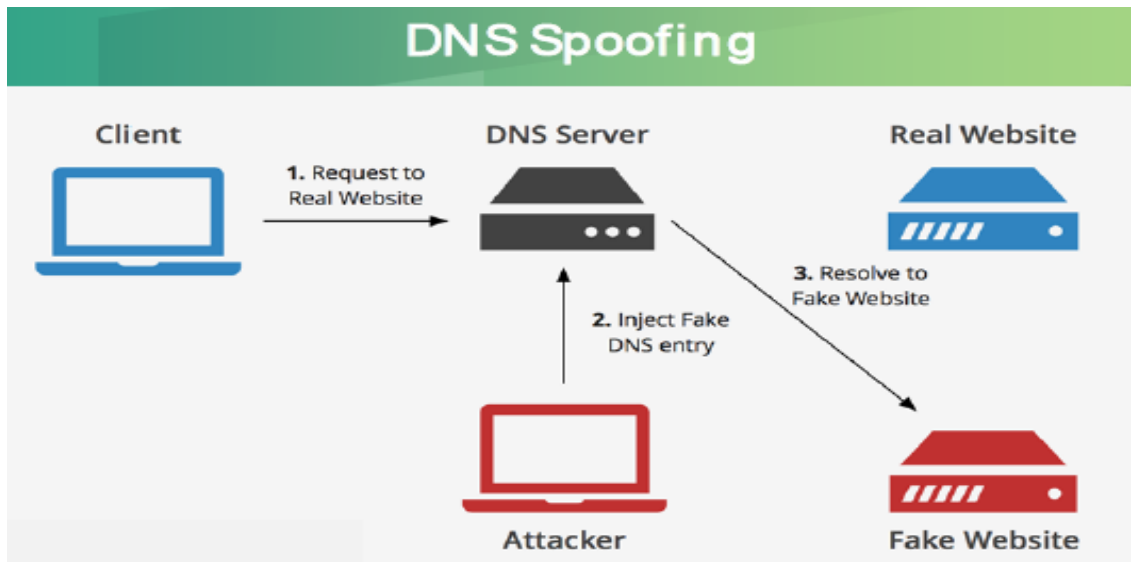 DNS Spoofing
Client
DNS Server
Real Website
1. Request to
Real Website
3. Resolve to
Fake Website
2. Inject Fake
DNS entry
Attacker
Fake Website